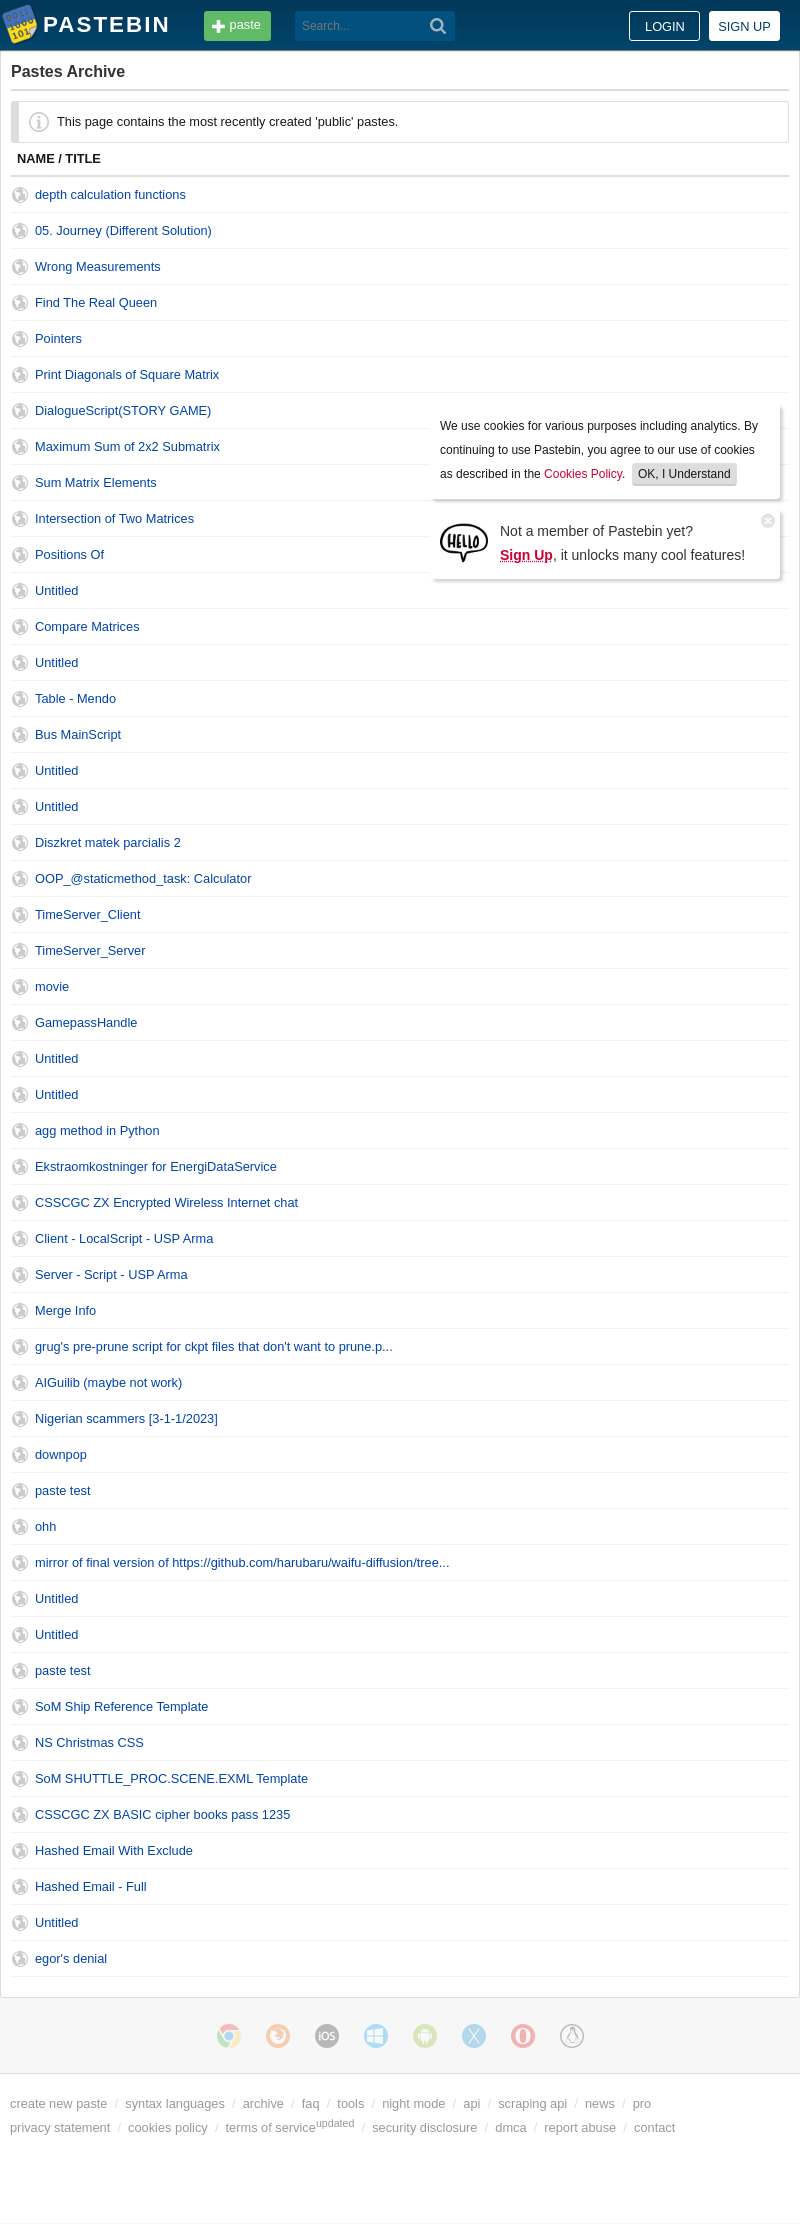 PASTEBIN
paste
Search...
LOGIN
SIGN UP
Pastes Archive
This page contains the most recently created 'public' pastes.
NAME / TITLE
depth calculation functions
05. Journey (Different Solution)
Wrong Measurements
Find The Real Queen
Pointers
Print Diagonals of Square Matrix
DialogueScript(STORY GAME)
Maximum Sum of 2x2 Submatrix
Sum Matrix Elements
Intersection of Two Matrices
Positions Of
Untitled
Compare Matrices
Untitled
Table - Mendo
Bus MainScript
Untitled
Untitled
Diszkret matek parcialis 2
OOP_@staticmethod_task: Calculator
TimeServer_Client
TimeServer_Server
movie
GamepassHandle
Untitled
Untitled
agg method in Python
Ekstraomkostninger for EnergiDataService
CSSCGC ZX Encrypted Wireless Internet chat
Client - LocalScript - USP Arma
Server - Script - USP Arma
Merge Info
grug's pre-prune script for ckpt files that don't want to prune.p...
AIGuilib (maybe not work)
Nigerian scammers [3-1-1/2023]
downpop
paste test
ohh
mirror of final version of https://github.com/harubaru/waifu-diffusion/tree...
Untitled
Untitled
paste test
SoM Ship Reference Template
NS Christmas CSS
SoM SHUTTLE_PROC.SCENE.EXML Template
CSSCGC ZX BASIC cipher books pass 1235
Hashed Email With Exclude
Hashed Email - Full
Untitled
egor's denial
We use cookies for various purposes including analytics. By
continuing to use Pastebin, you agree to our use of cookies
as described in the Cookies Policy. OK, I Understand
HELLO
Not a member of Pastebin yet?
Sign Up, it unlocks many cool features!
iOS
create new paste / syntax languages / archive / faq / tools / night mode / api / scraping api / news / pro
privacy statement / cookies policy / terms of serviceupdated / security disclosure / dmca / report abuse / contact